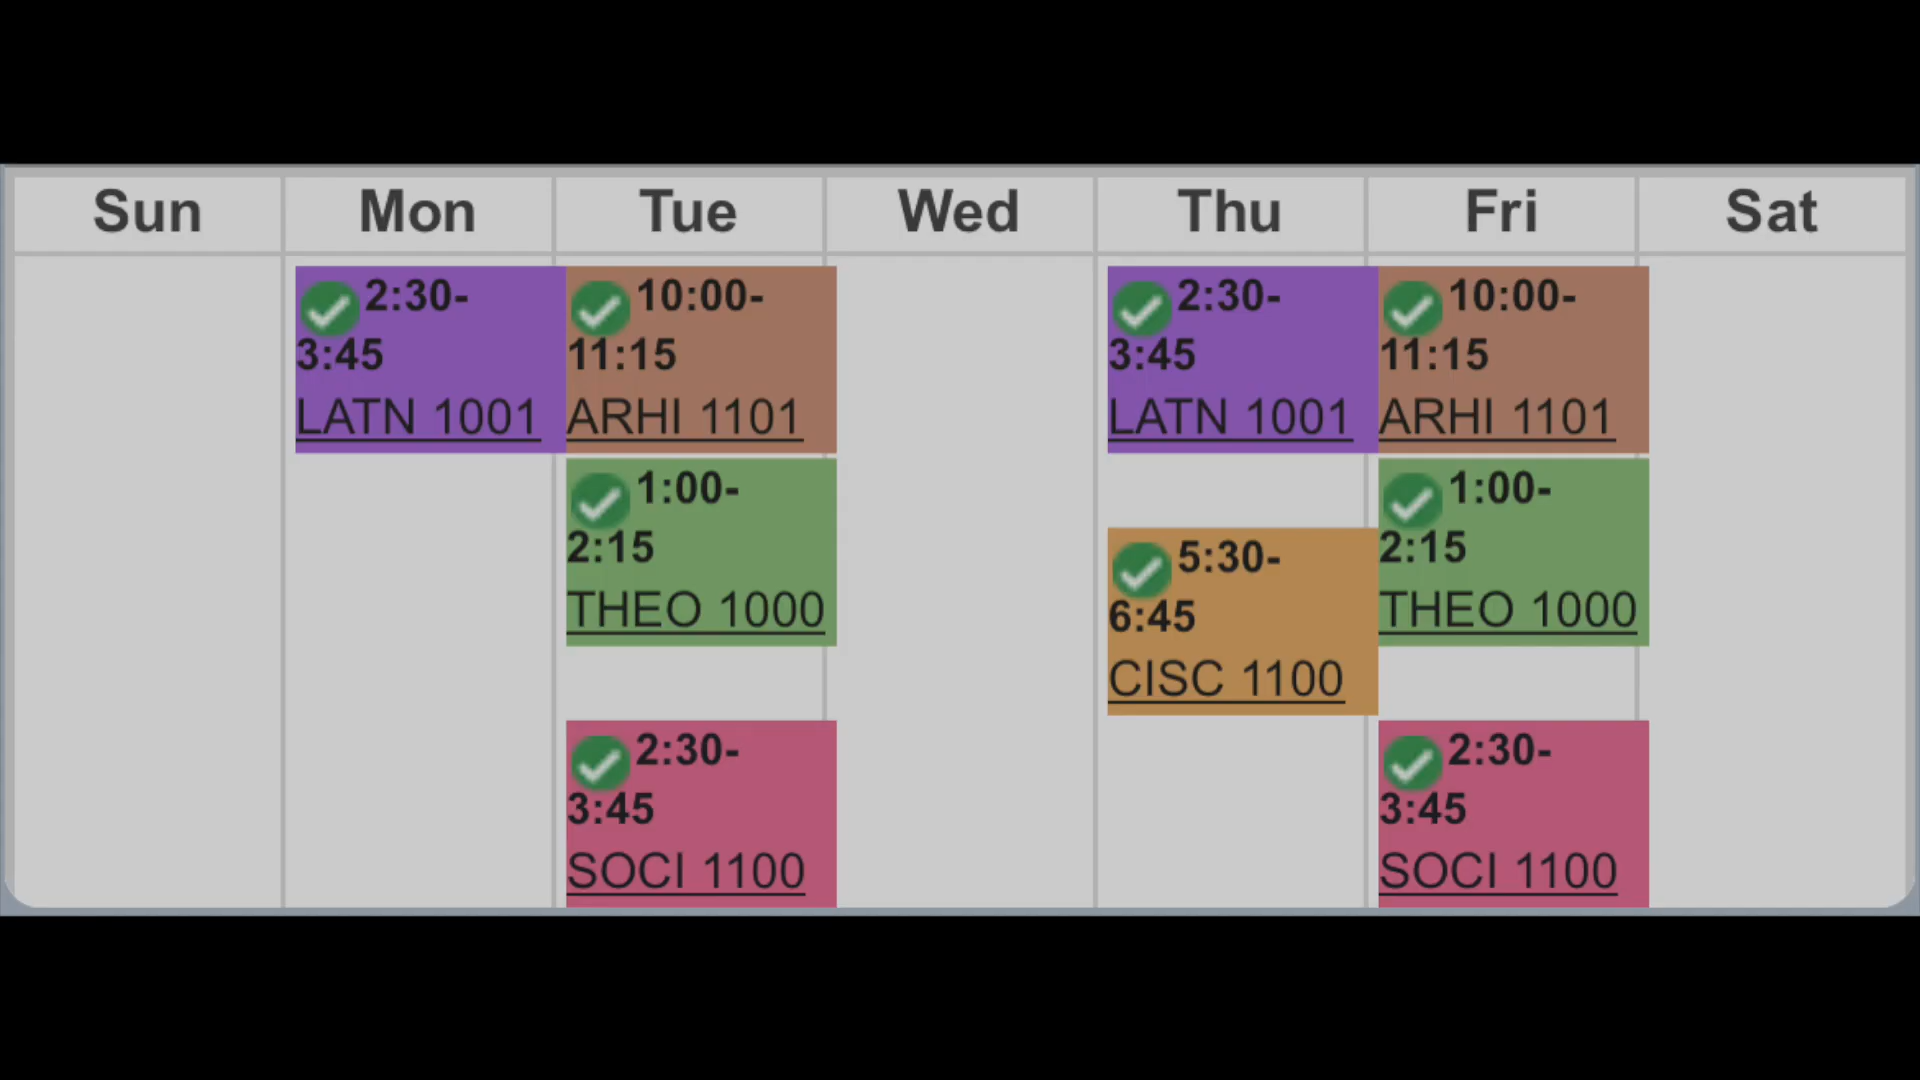 Sun Mon Tue Wed Thu Fri Sat
2:30-
3:45
LATN 1001
10:00-
11:15
ARHI 1101
1:00-
2:15
THEO 1000
2:30-
3:45
SOCI 1100
2:30-
3:45
LATN 1001
5:30-
6:45
CISC 1100
10:00-
11:15
ARHI 1101
1:00-
2:15
THEO 1000
2:30-
3:45
SOCI 1100